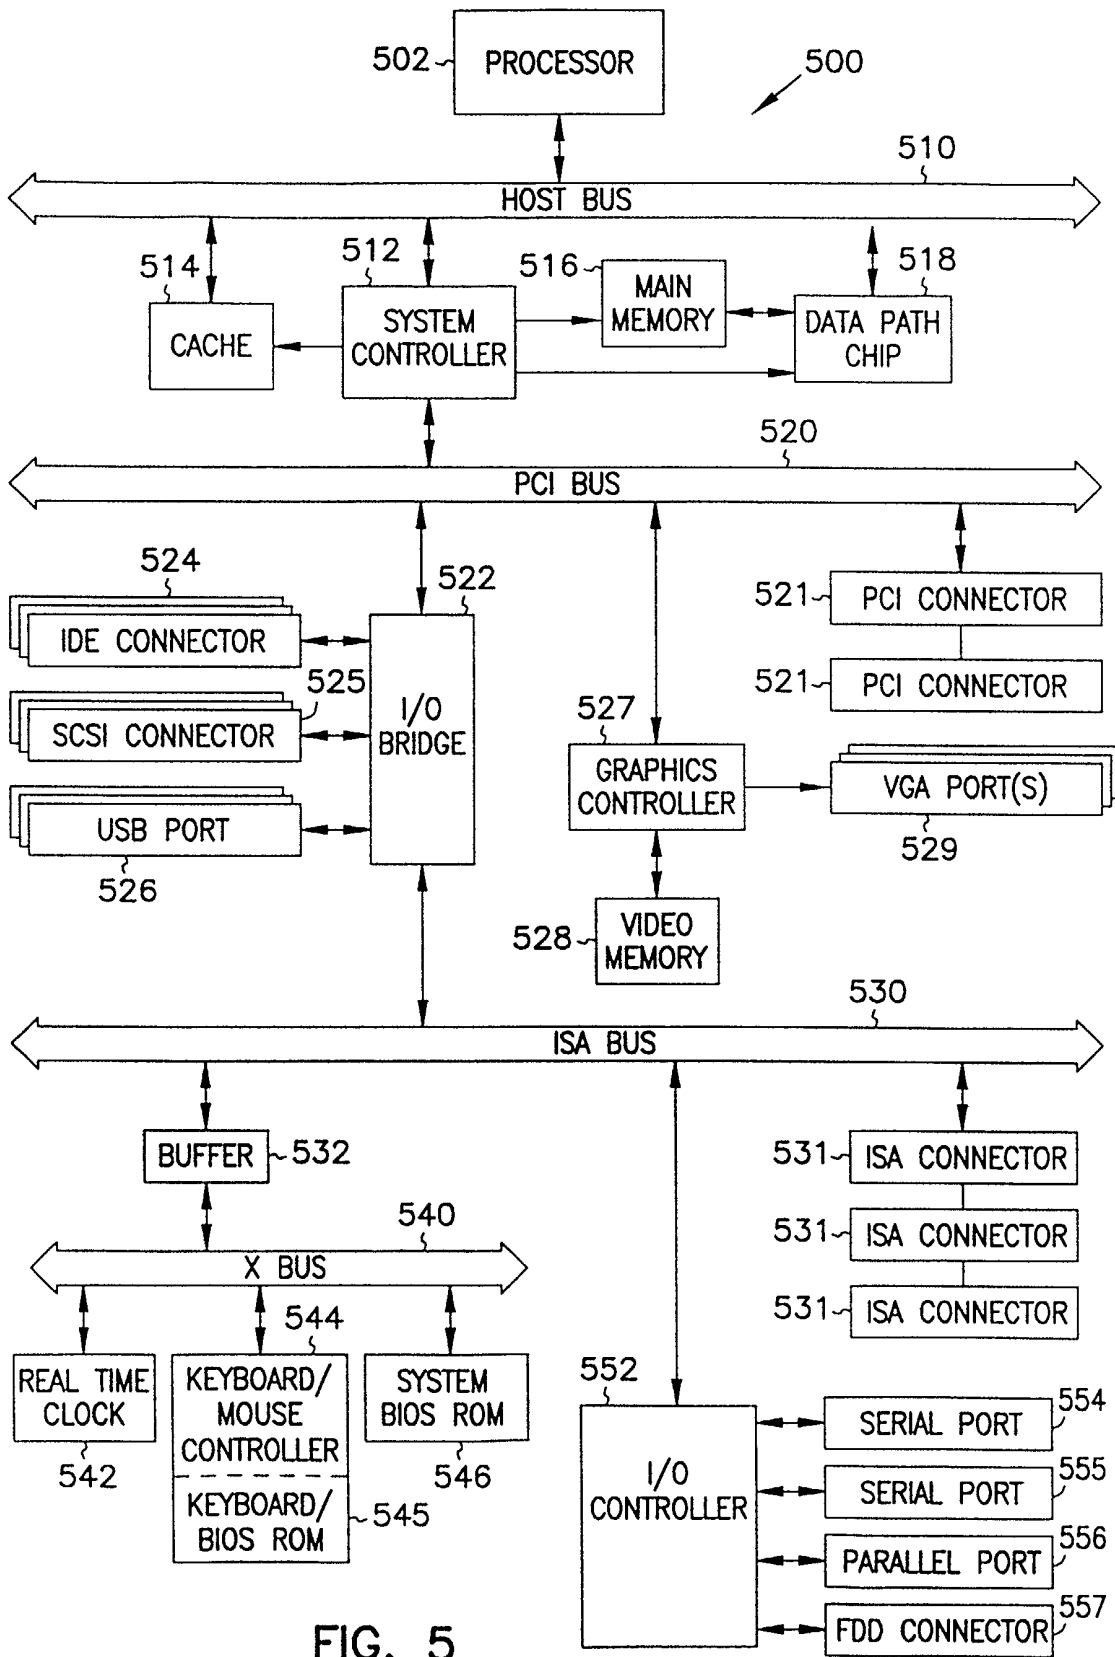 502
PROCESSOR
500
510
HOST BUS
514
512
516
518
CACHE
SYSTEM
CONTROLLER
MAIN
MEMORY
DATA PATH
CHIP
520
PCI BUS
524
522
IDE CONNECTOR
525
SCSI CONNECTOR
USB PORT
526
I/O
BRIDGE
521
PCI CONNECTOR
521
PCI CONNECTOR
527
GRAPHICS
CONTROLLER
VGA PORT(S)
529
528
VIDEO
MEMORY
530
ISA BUS
BUFFER
532
531
ISA CONNECTOR
531
ISA CONNECTOR
531
ISA CONNECTOR
540
X BUS
544
REAL TIME
CLOCK
542
KEYBOARD/
MOUSE
CONTROLLER
KEYBOARD/
BIOS ROM
545
SYSTEM
BIOS ROM
546
552
I/O
CONTROLLER
SERIAL PORT
554
SERIAL PORT
555
PARALLEL PORT
556
FDD CONNECTOR
557
FIG. 5